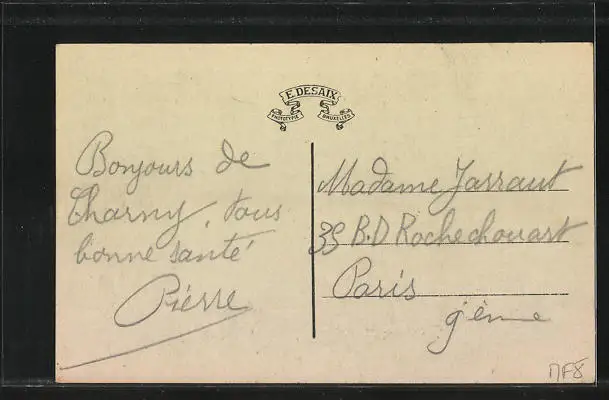 E. DESAIX
PHOTOTYPIE BRUXELLES
Bonjours de
Charny, tous
bonne santé
Pierre
Madame Jarraut
35 B.D Rochechouart
Paris
9ème
MF8